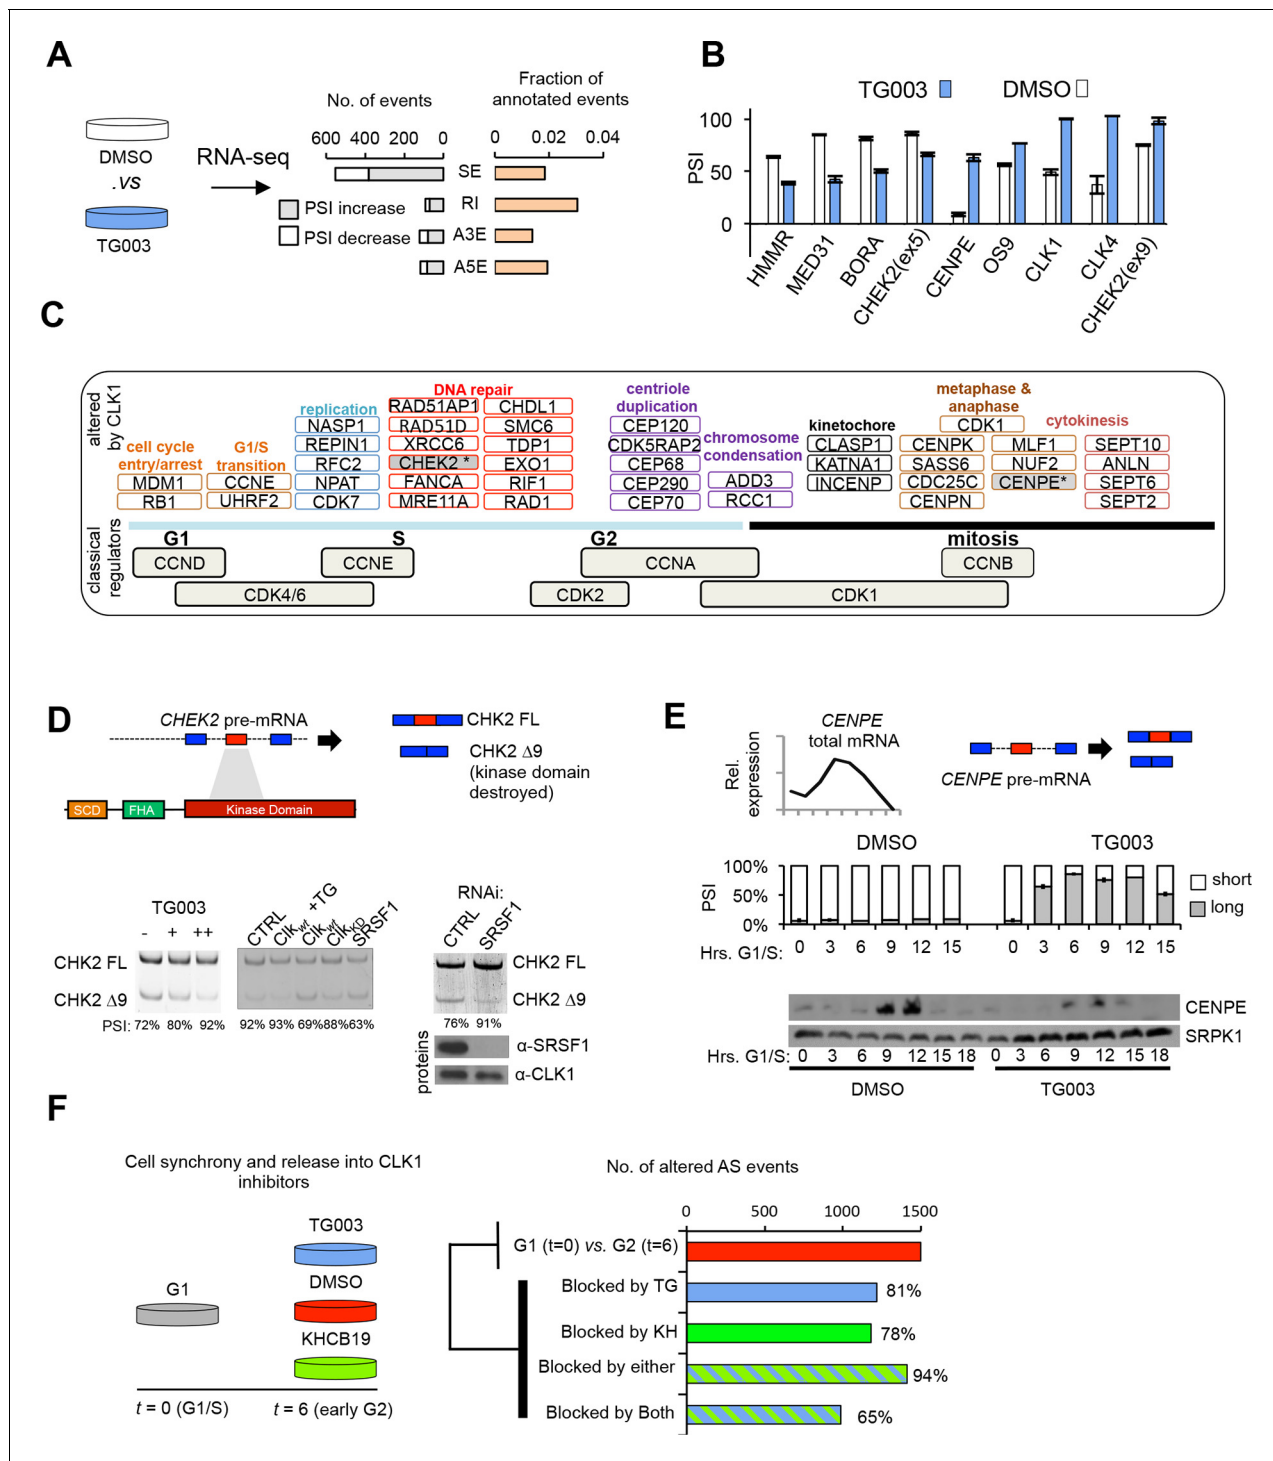 A
No. of events
Fraction of
annotated events
600 400 200 0
0 0.02 0.04
DMSO
.VS
TG003
RNA-seq
PSI increase
PSI decrease
SE
RI
A3E
A5E
B
TG003
DMSO
PSI
100
50
0
HMMR
MED31
BORA
CHEK2(ex5)
CENPE
OS9
CLK1
CLK4
CHEK2(ex9)
C
altered
by CLK1
cell cycle
entry/arrest
MDM1
RB1
G1/S
transition
CCNE
UHRF2
replication
NASP1
REPIN1
RFC2
NPAT
CDK7
DNA repair
RAD51AP1
RAD51D
XRCC6
CHEK2 *
FANCA
MRE11A
CHDL1
SMC6
TDP1
EXO1
RIF1
RAD1
centriole
duplication
CEP120
CDK5RAP2
CEP68
CEP290
CEP70
chromosome
condensation
ADD3
RCC1
kinetochore
CLASP1
KATNA1
INCENP
metaphase &
anaphase
CDK1
CENPK
SASS6
CDC25C
CENPN
MLF1
NUF2
CENPE*
cytokinesis
SEPT10
ANLN
SEPT6
SEPT2
classical
regulators
G1 S G2 mitosis
CCND
CCNE
CCNA
CCNB
CDK4/6
CDK2
CDK1
D
CHEK2 pre-mRNA
CHK2 FL
CHK2 Δ9
(kinase domain
destroyed)
SCD
FHA
Kinase Domain
TG003
- + ++
CTRL
Clkwt +TG
Clkwt
ClkKD
SRSF1
CHK2 FL
CHK2 Δ9
PSI: 72% 80% 92%
92% 93% 69% 88% 63%
RNAi:
CTRL
SRSF1
CHK2 FL
CHK2 Δ9
76% 91%
proteins
α-SRSF1
α-CLK1
E
CENPE
total mRNA
Rel.
expression
CENPE pre-mRNA
DMSO
TG003
PSI
100%
50%
0%
short
long
Hrs. G1/S: 0 3 6 9 12 15 0 3 6 9 12 15
CENPE
SRPK1
Hrs. G1/S: 0 3 6 9 12 15 18 0 3 6 9 12 15 18
DMSO
TG003
F
Cell synchrony and release into CLK1
inhibitors
TG003
DMSO
G1
KHCB19
t = 0 (G1/S)
t = 6 (early G2)
No. of altered AS events
0 500 1000 1500
G1 (t=0) vs. G2 (t=6)
Blocked by TG
81%
Blocked by KH
78%
Blocked by either
94%
Blocked by Both
65%